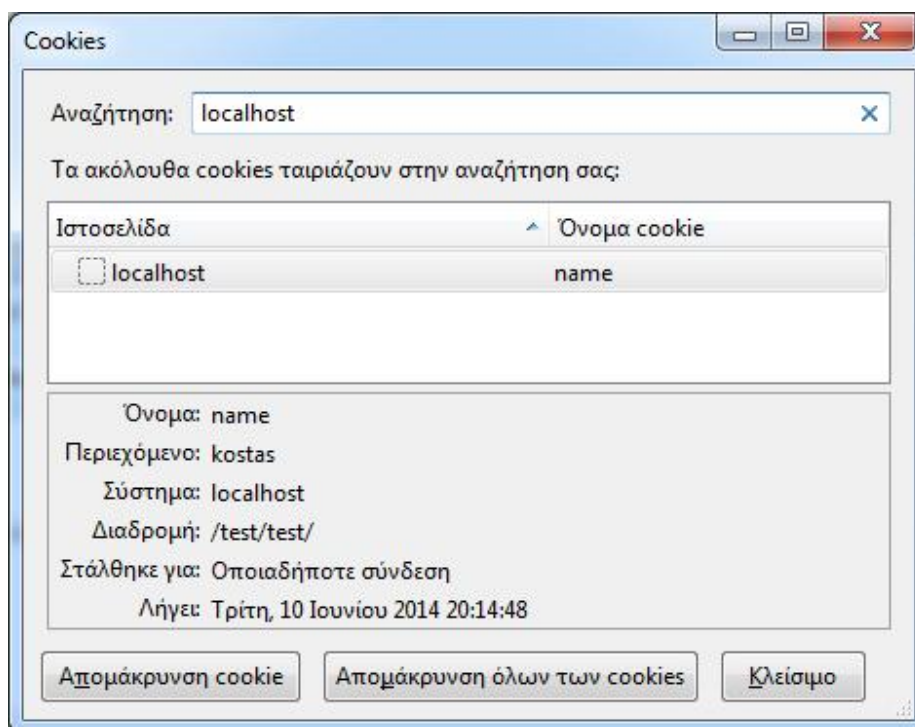 Cookies
Αναζήτηση: localhost
Τα ακόλουθα cookies ταιριάζουν στην αναζήτηση σας:
Ιστοσελίδα Όνομα cookie
localhost name
Όνομα: name
Περιεχόμενο: kostas
Σύστημα: localhost
Διαδρομή: /test/test/
Στάλθηκε για: Οποιαδήποτε σύνδεση
Λήγει: Τρίτη, 10 Ιουνίου 2014 20:14:48
Απομάκρυνση cookie Απομάκρυνση όλων των cookies Κλείσιμο